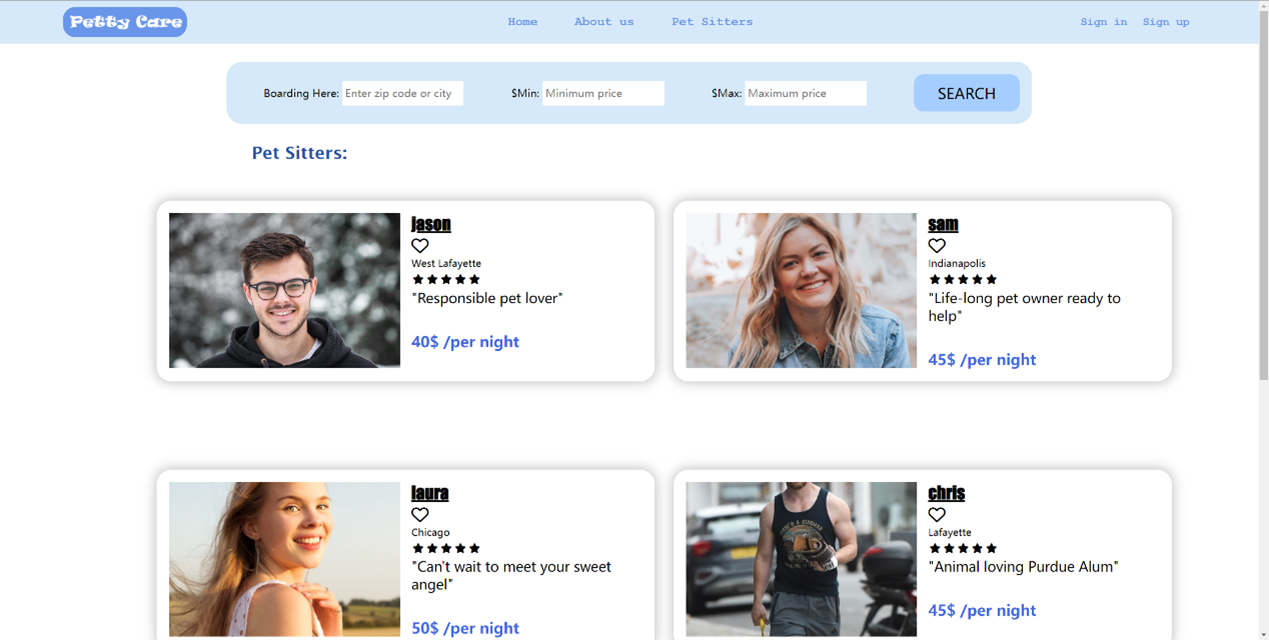 Petty Care
Home About us Pet Sitters
Sign in Sign up
Boarding Here: Enter zip code or city $Min: Minimum price $Max: Maximum price SEARCH
Pet Sitters:
jason
West Lafayette
"Responsible pet lover"
40$ /per night
sam
Indianapolis
"Life-long pet owner ready to
help"
45$ /per night
laura
Chicago
"Can't wait to meet your sweet
angel"
50$ /per night
chris
Lafayette
"Animal loving Purdue Alum"
45$ /per night